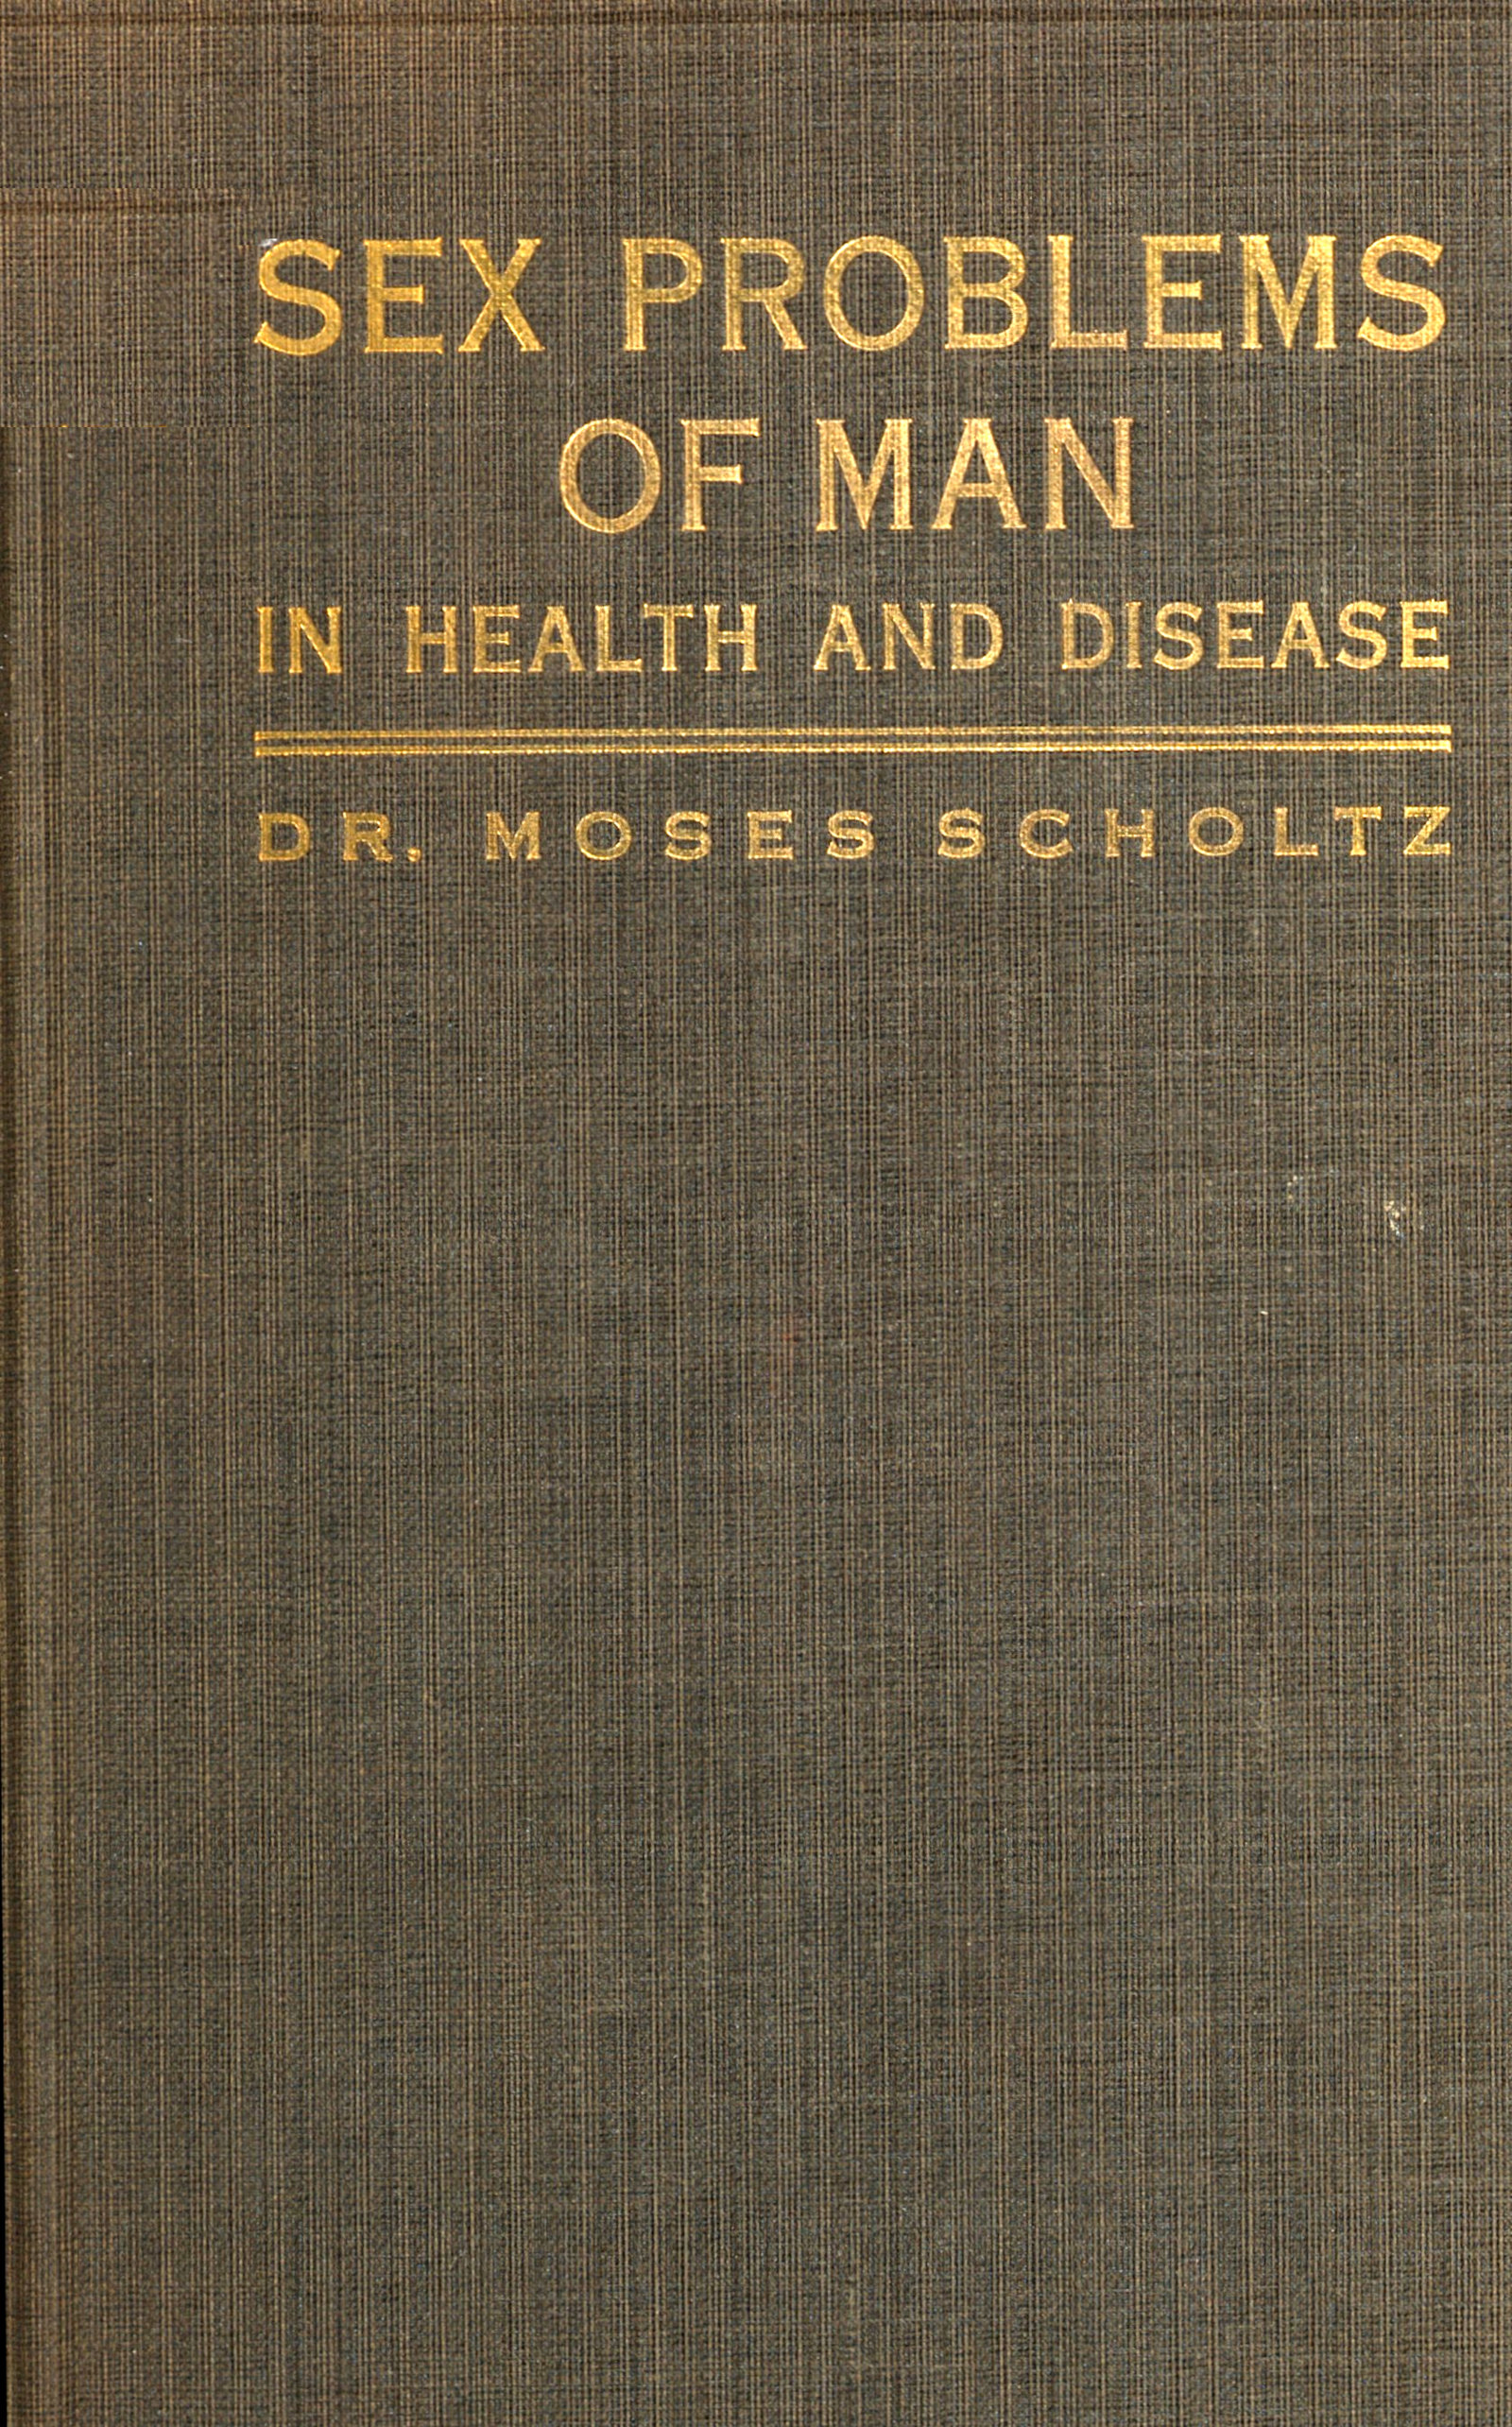 SEX PROBLEMS
OF MAN
IN HEALTH AND DISEASE
DR. MOSES SCHOLTZ